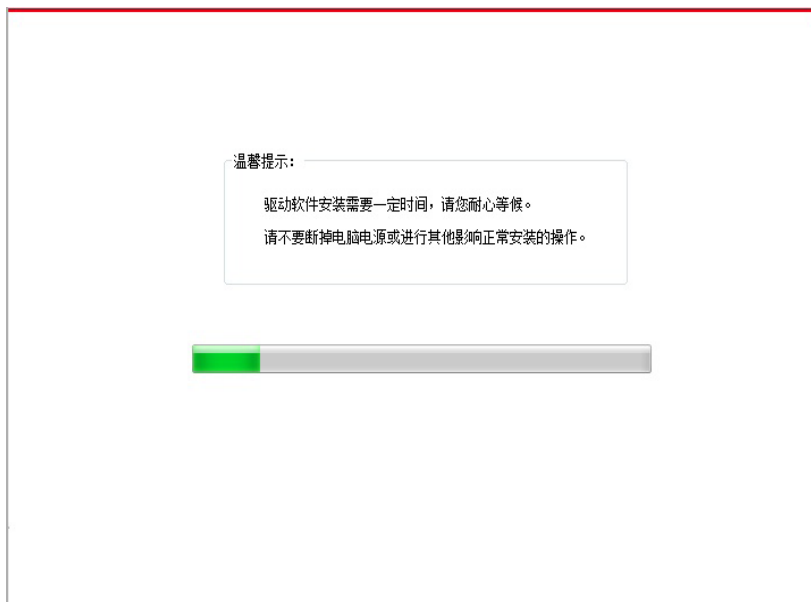 温馨提示：
驱动软件安装需要一定时间，请您耐心等候。
请不要断掉电脑电源或进行其他影响正常安装的操作。